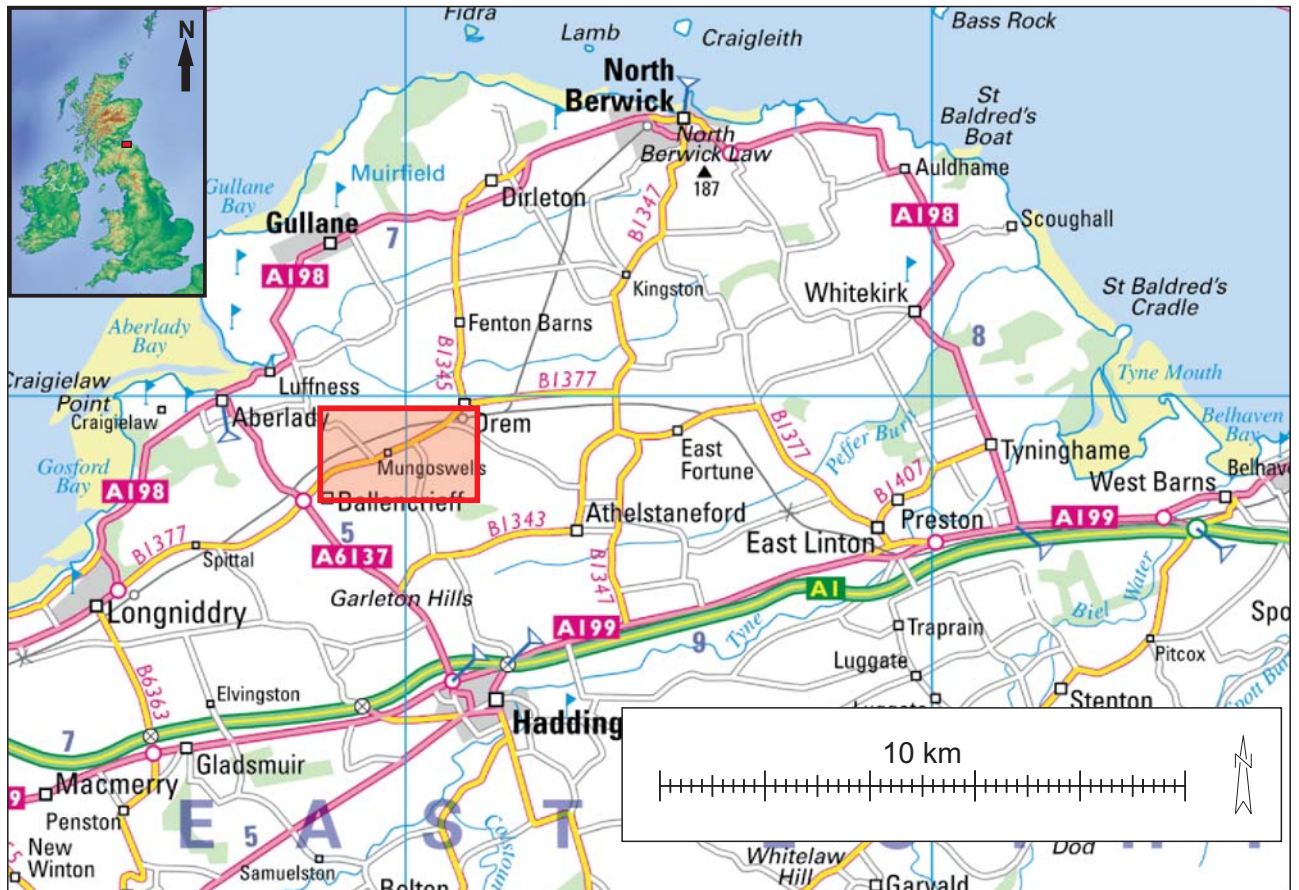 N
Fidra
Lamb
Craigleith
Bass Rock
North
Berwick
North
Berwick Law
187
St
Baldred's
Boat
Auldhame
Gullane
Bay
Muirfield
Dirleton
B1347
A198
Scoughall
Gullane
7
A198
Kingston
Whitekirk
St Baldred's
Cradle
Aberlady
Bay
Fenton Barns
B1345
8
Tyne Mouth
Craigielaw
Point
Craigielaw
Luffness
B1377
Aberlady
Drem
Belhaven
Bay
Gosford
Bay
Mungoswells
East
Fortune
B1377
Peffer Burn
Tyninghame
A198
Ballencrieff
B1407
West Barns
B1377
5
B1343
Athelstaneford
Preston
A199
Spittal
A6137
East Linton
B1347
Garleton Hills
A1
Biel Water
Longniddry
A199
9
Tyne
Traprain
Pitcox
Luggate
B6363
Elvington
Stenton
7
Gladsmuir
10 km
Macmerry
9
Penston
E A S T
5
New
Winton
Samuelston
Whitelaw
Hill
Garvald